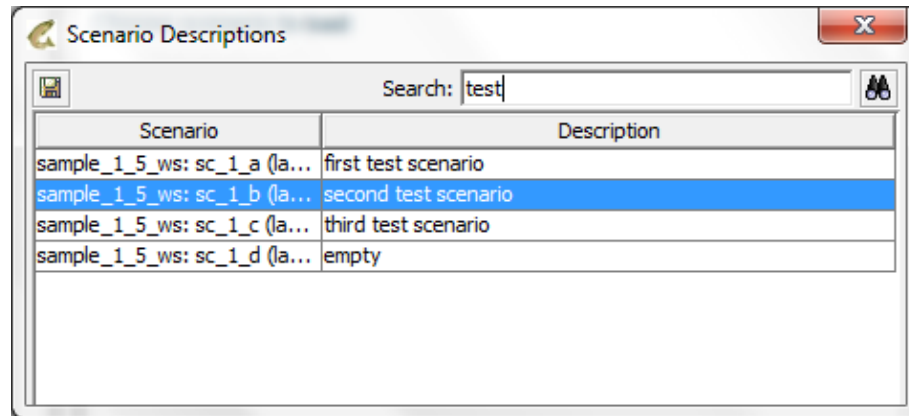 Scenario Descriptions
Search: test
Scenario Description
sample_1_5_ws: sc_1_a (la... first test scenario
sample_1_5_ws: sc_1_b (la... second test scenario
sample_1_5_ws: sc_1_c (la... third test scenario
sample_1_5_ws: sc_1_d (la... empty